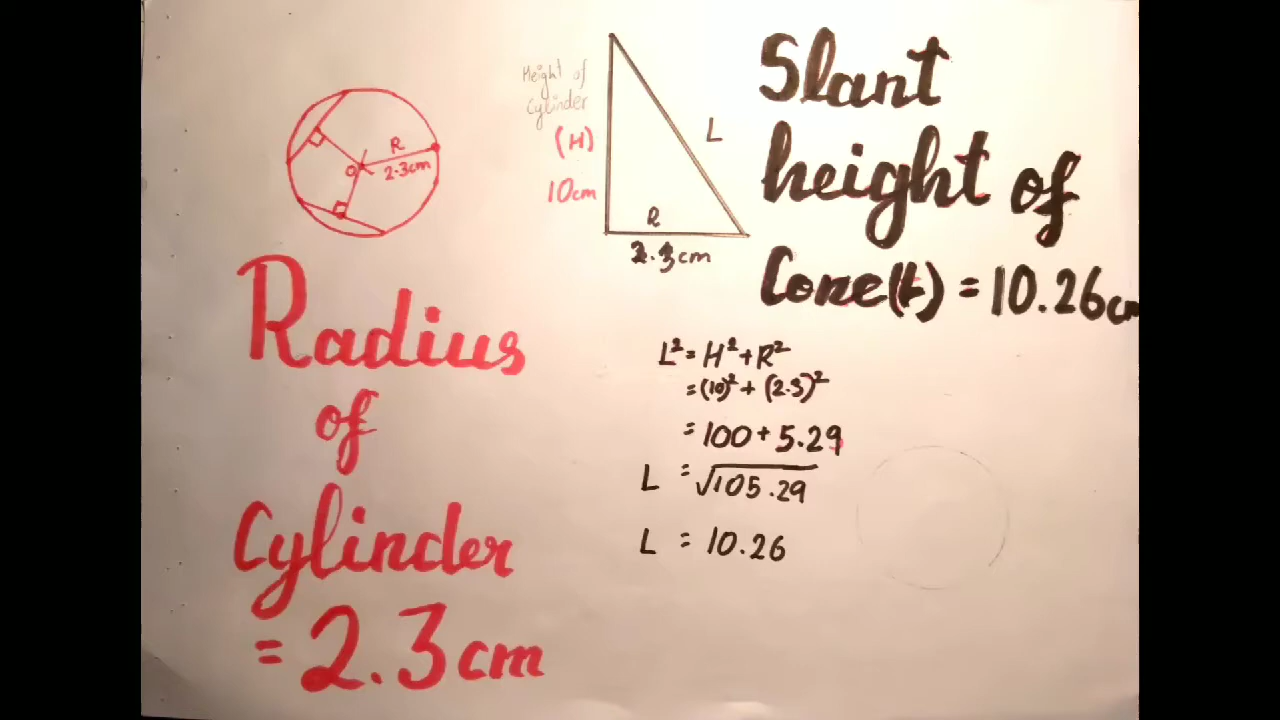 R
O
2.3cm
Radius
of
Cylinder
= 2.3cm
Height of
Cylinder
(H)
10cm
L
R
2.3cm
Slant
height of
Cone(L) = 10.26cm
L² = H² + R²
= (10)² + (2.3)²
= 100 + 5.29
L = √105.29
L = 10.26